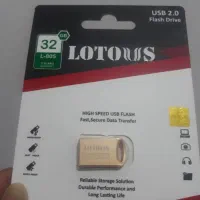 USB 2.0
Flash Drive
32
GB
L-805
LOTOUS
HIGH SPEED USB FLASH
Fast,Secure Data Transfer
LOTOUS
Reliable Storage Solution
Durable Performance and
Long Lasting Life